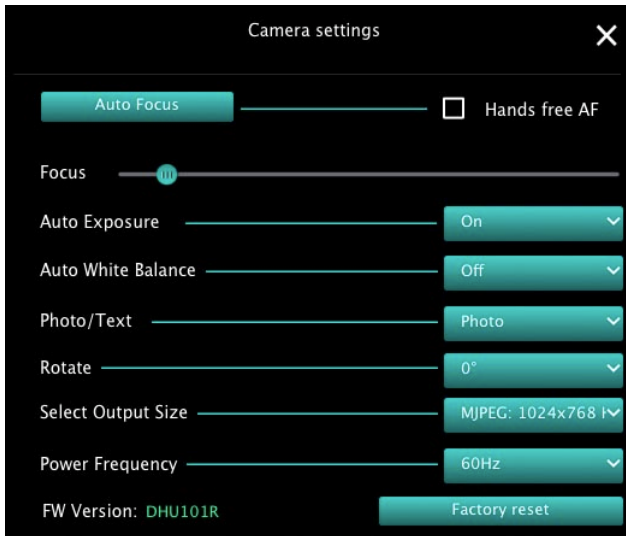 Camera settings
Auto Focus Hands free AF
Focus
Auto Exposure On
Auto White Balance Off
Photo/Text Photo
Rotate 0°
Select Output Size MJPEG: 1024x768
Power Frequency 60Hz
FW Version: DHU101R Factory reset